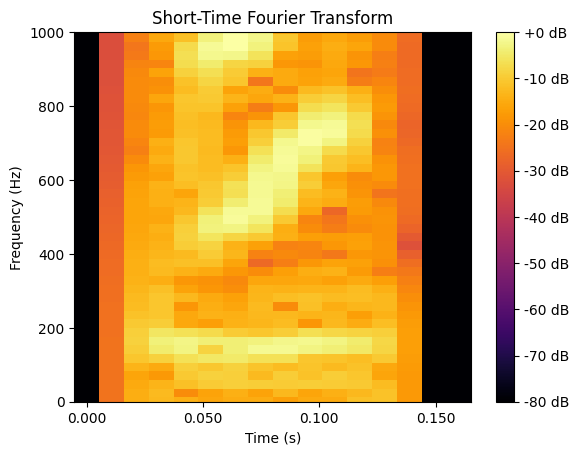 Short-Time Fourier Transform
1000
800
600
400
200
0
Frequency (Hz)
0.000
0.050
0.100
0.150
Time (s)
+0 dB
-10 dB
-20 dB
-30 dB
-40 dB
-50 dB
-60 dB
-70 dB
-80 dB